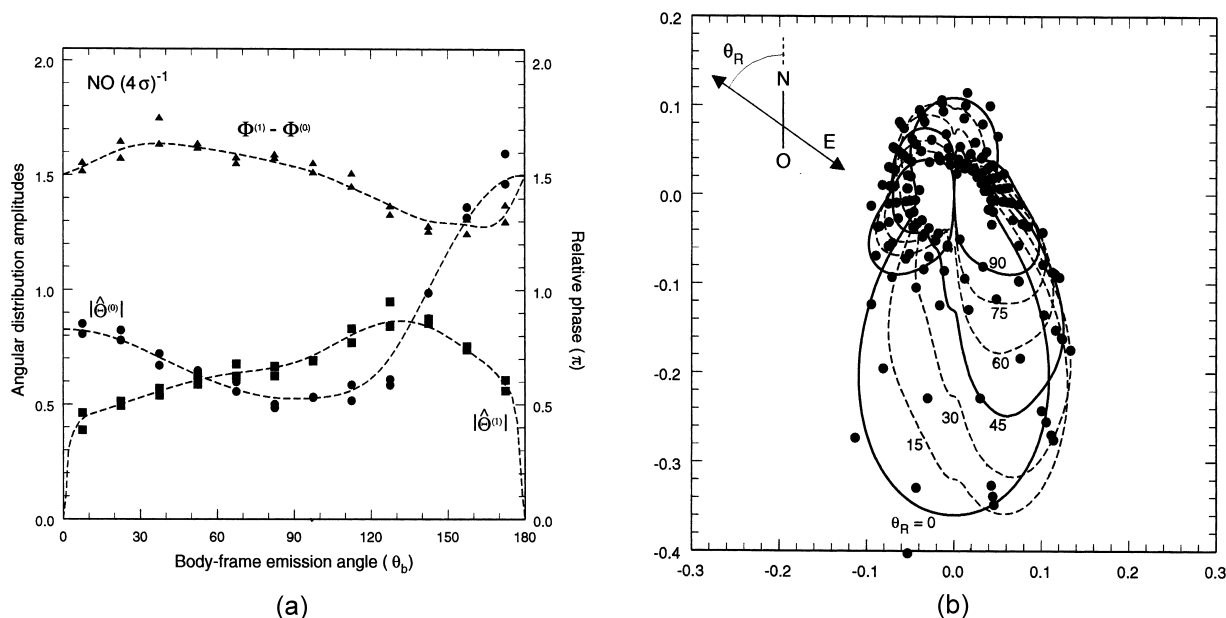 NO (4σ)⁻¹
Φ⁽¹⁾ - Φ⁽⁰⁾
|Θ̂⁽⁰⁾|
|Θ̂⁽¹⁾|
2.0
1.5
1.0
0.5
0.0
Angular distribution amplitudes
2.0
1.5
1.0
0.5
0.0
Relative phase (π)
0 30 60 90 120 150 180
Body-frame emission angle (θb)
(a)
0.2
0.1
0.0
-0.1
-0.2
-0.3
-0.4
θR
N
E
O
90
75
60
45
30
15
θR = 0
-0.3 -0.2 -0.1 0.0 0.1 0.2 0.3
(b)